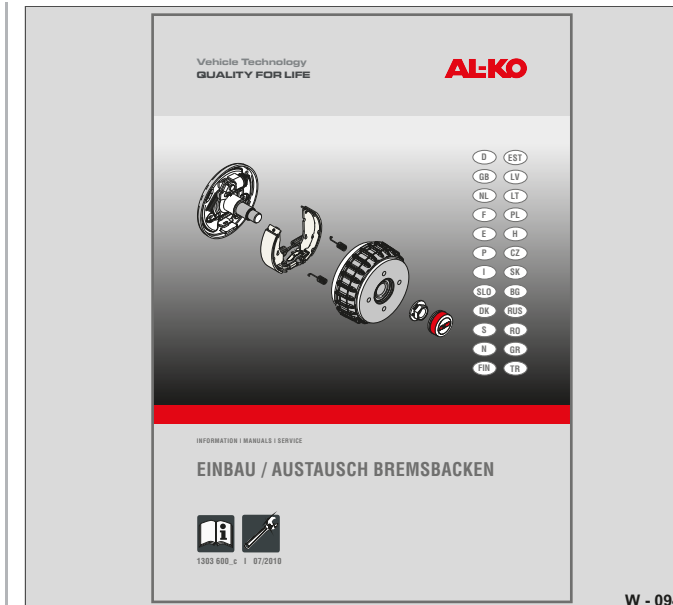 Vehicle Technology
QUALITY FOR LIFE
AL-KO
D EST
GB LV
NL LT
F PL
E H
P CZ
I SK
SLO BG
DK RUS
S RO
N GR
FIN TR
INFORMATION I MANUALS I SERVICE
EINBAU / AUSTAUSCH BREMSBACKEN
1303 600_c I 07/2010